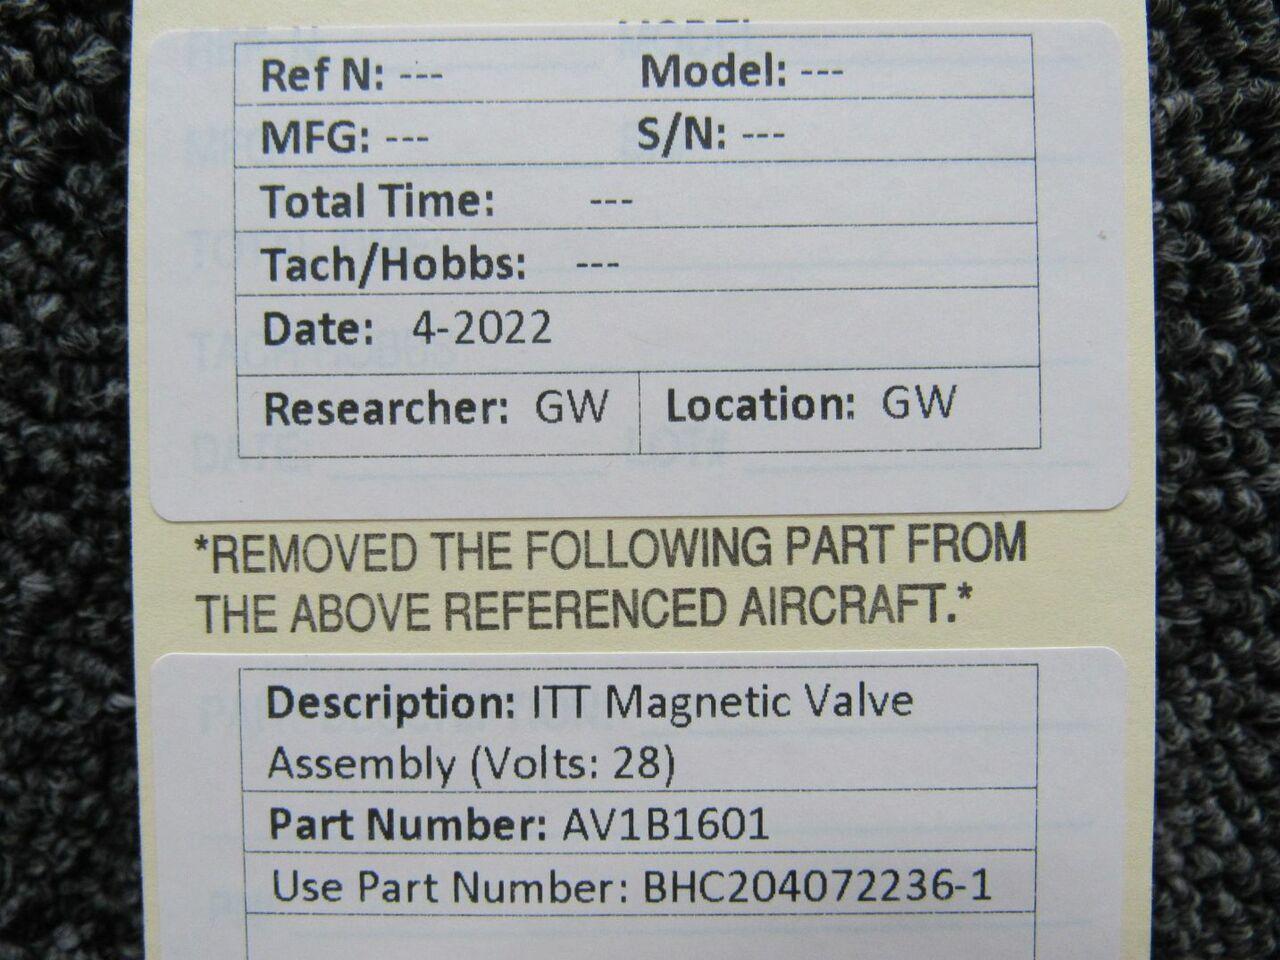 Ref N: --- Model: ---
MFG: --- S/N: ---
Total Time: ---
Tach/Hobbs: ---
Date: 4-2022
Researcher: GW Location: GW
*REMOVED THE FOLLOWING PART FROM
THE ABOVE REFERENCED AIRCRAFT.*
Description: ITT Magnetic Valve
Assembly (Volts: 28)
Part Number: AV1B1601
Use Part Number: BHC204072236-1